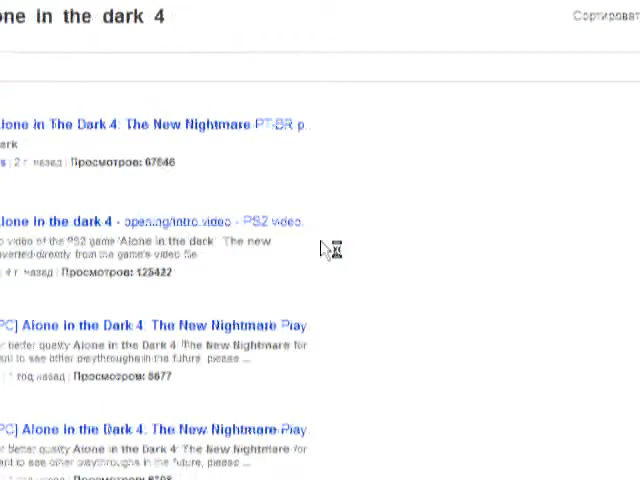 one in the dark 4
Сортироват
lone in The Dark 4: The New Nightmare PT-BR p..
ark
s | 2 г. назад | Просмотров: 67646
lone in the dark 4 - opening/intro video - PS2 video.
video of the PS2 game 'Alone in the dark' The new
verted directly from the game's video file
4 г. назад | Просмотров: 125422
PC] Alone in the Dark 4: The New Nightmare Play
better quality Alone in the Dark 4: The New Nightmare for
to see other playthroughs in the future, please ...
год назад | Просмотров: 8677
PC] Alone in the Dark 4: The New Nightmare Play
better quality Alone in the Dark 4: The New Nightmare for
nt to see other playthroughs in the future, please ...